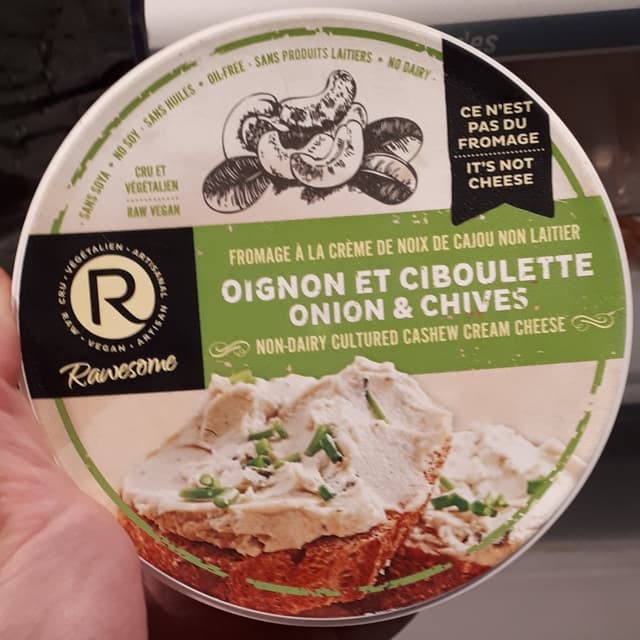 SANS SOYA • NO SOY • SANS HUILES • OIL-FREE • SANS PRODUITS LAITIERS • NO DAIRY •
CRU ET
VÉGÉTALIEN
RAW VEGAN
CE N'EST
PAS DU
FROMAGE
IT'S NOT
CHEESE
FROMAGE À LA CRÈME DE NOIX DE CAJOU NON LAITIER
OIGNON ET CIBOULETTE
ONION & CHIVES
NON-DAIRY CULTURED CASHEW CREAM CHEESE
CRU • VÉGÉTALIEN • ARTISANAL
R
RAW • VEGAN • ARTISAN
Rawesome